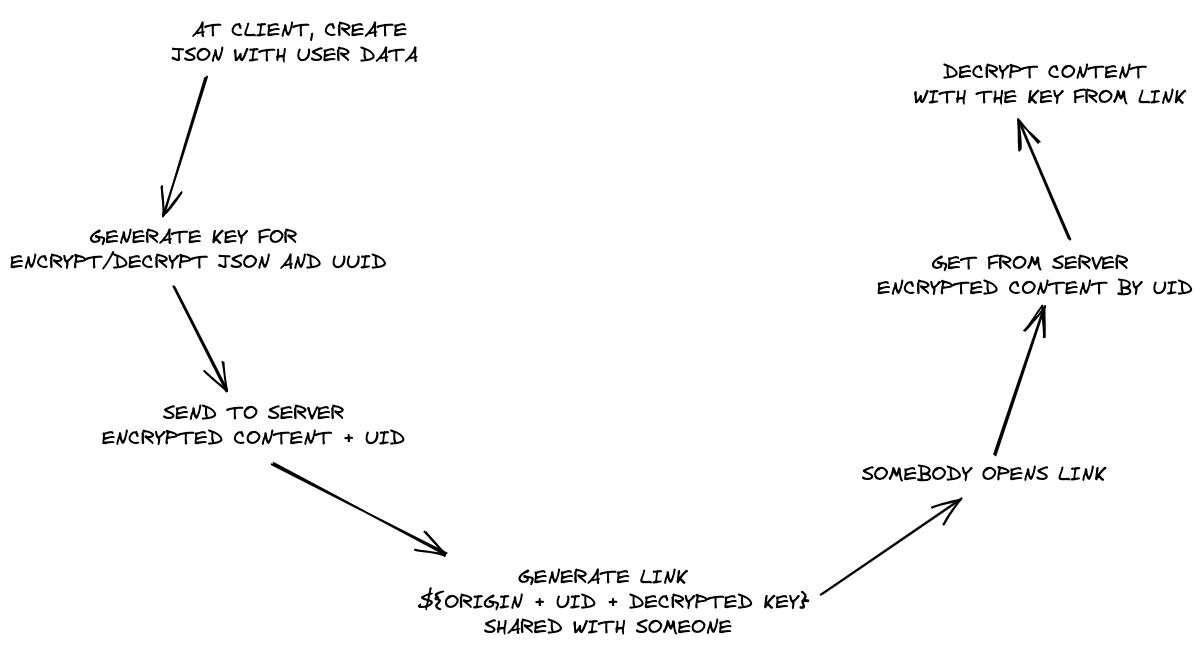 AT CLIENT, CREATE
JSON WITH USER DATA
GENERATE KEY FOR
ENCRYPT/DECRYPT JSON AND UUID
SEND TO SERVER
ENCRYPTED CONTENT + UID
GENERATE LINK
${ORIGIN + UID + DECRYPTED KEY}
SHARED WITH SOMEONE
SOMEBODY OPENS LINK
GET FROM SERVER
ENCRYPTED CONTENT BY UID
DECRYPT CONTENT
WITH THE KEY FROM LINK